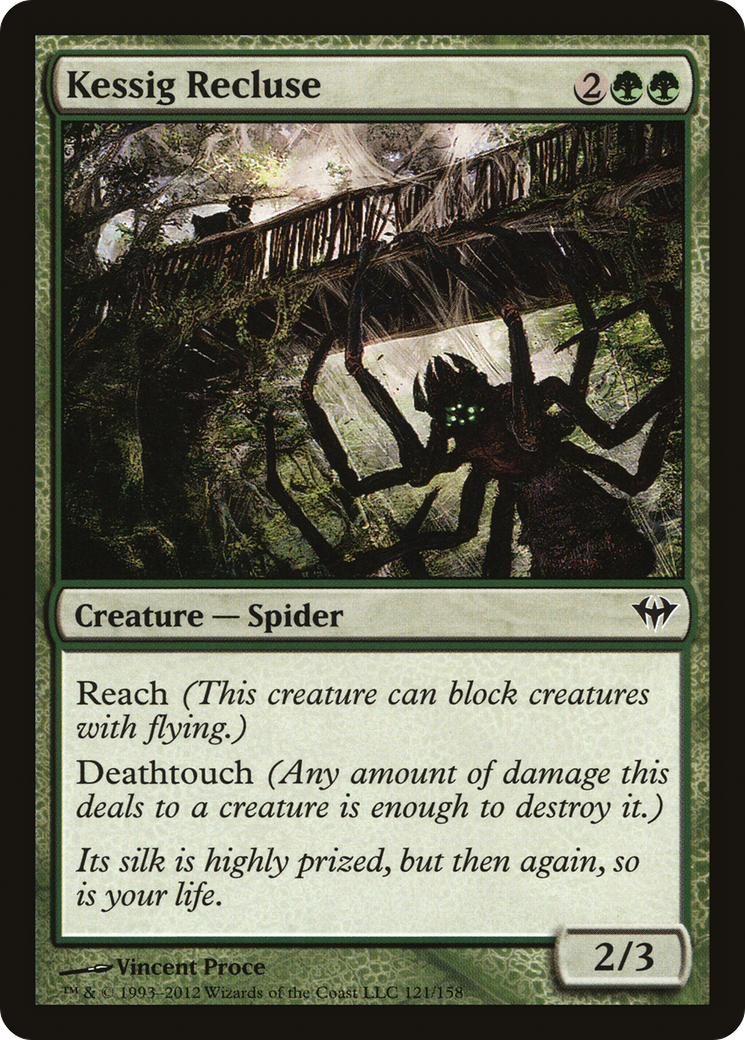 Kessig Recluse 2
Creature — Spider
Reach (This creature can block creatures
with flying.)
Deathtouch (Any amount of damage this
deals to a creature is enough to destroy it.)
Its silk is highly prized, but then again, so
is your life.
2/3
Vincent Proce
™ & © 1993–2012 Wizards of the Coast LLC 121/158